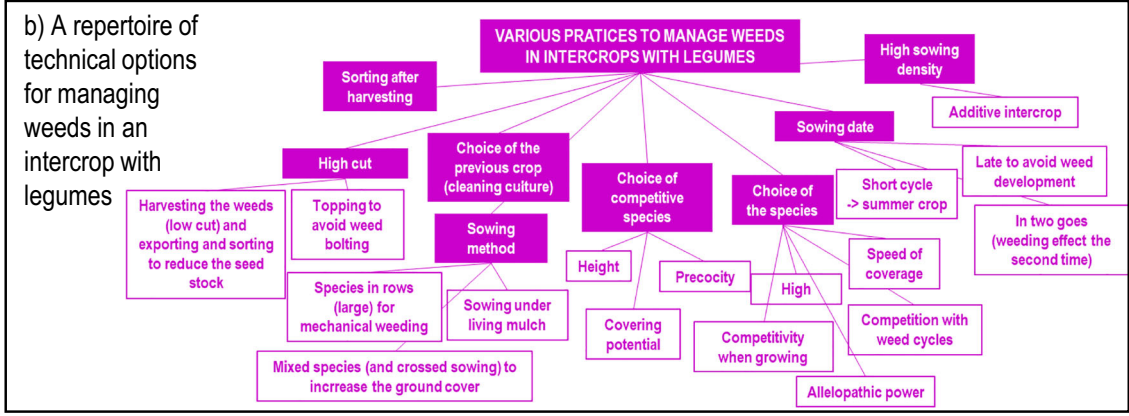 b) A repertoire of
technical options
for managing
weeds in an
intercrop with
legumes
VARIOUS PRATICES TO MANAGE WEEDS
IN INTERCROPS WITH LEGUMES
High sowing
density
Sorting after
harvesting
Additive intercrop
Sowing date
High cut
Choice of the
previous crop
(cleaning culture)
Choice of
competitive
species
Choice of
the species
Short cycle
-> summer crop
Late to avoid weed
development
In two goes
(weeding effect the
second time)
Harvesting the weeds
(low cut) and
exporting and sorting
to reduce the seed
stock
Topping to
avoid weed
bolting
Sowing
method
Height
Precocity
High
Speed of
coverage
Species in rows
(large) for
mechanical weeding
Sowing under
living mulch
Covering
potential
Competitivity
when growing
Competition with
weed cycles
Mixed species (and crossed sowing) to
increase the ground cover
Allelopathic power